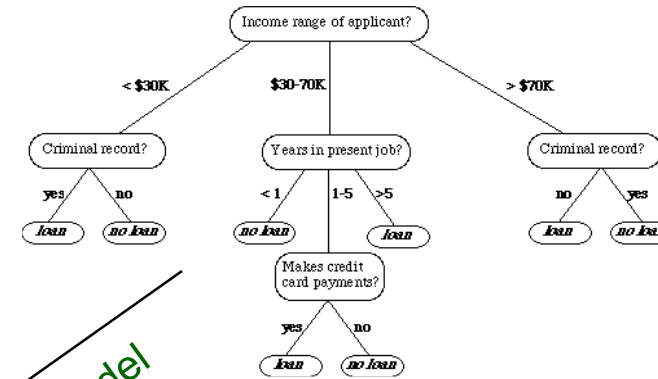 Income range of applicant?
< $30K
$30-70K
> $70K
Criminal record?
Years in present job?
Criminal record?
yes
no
< 1
1-5
>5
no
yes
loan
no loan
no loan
loan
loan
no loan
Makes credit
card payments?
yes
no
loan
no loan